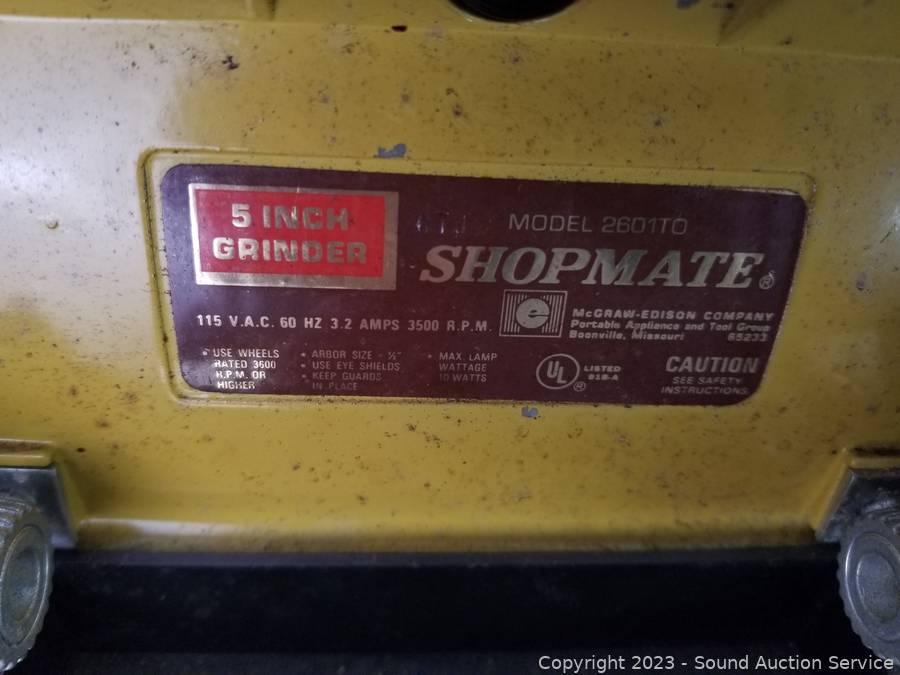 5 INCH
GRINDER
MODEL 2601TO
SHOPMATE®
115 V.A.C. 60 HZ 3.2 AMPS 3500 R.P.M.
e
McGRAW-EDISON COMPANY
Portable Appliance and Tool Group
Boonville, Missouri 65233
• USE WHEELS
RATED 3600
R.P.M. OR
HIGHER
• ARBOR SIZE - ½"
• USE EYE SHIELDS
• KEEP GUARDS
IN PLACE
• MAX. LAMP
WATTAGE
10 WATTS
UL®
LISTED
918-A
CAUTION
SEE SAFETY
INSTRUCTIONS
Copyright 2023 - Sound Auction Service